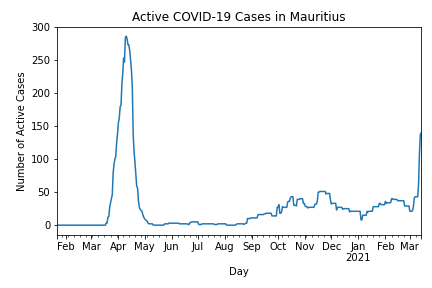 Active COVID-19 Cases in Mauritius
300
250
200
150
100
50
0
Number of Active Cases
Feb Mar Apr May Jun Jul Aug Sep Oct Nov Dec Jan Feb Mar
2021
Day